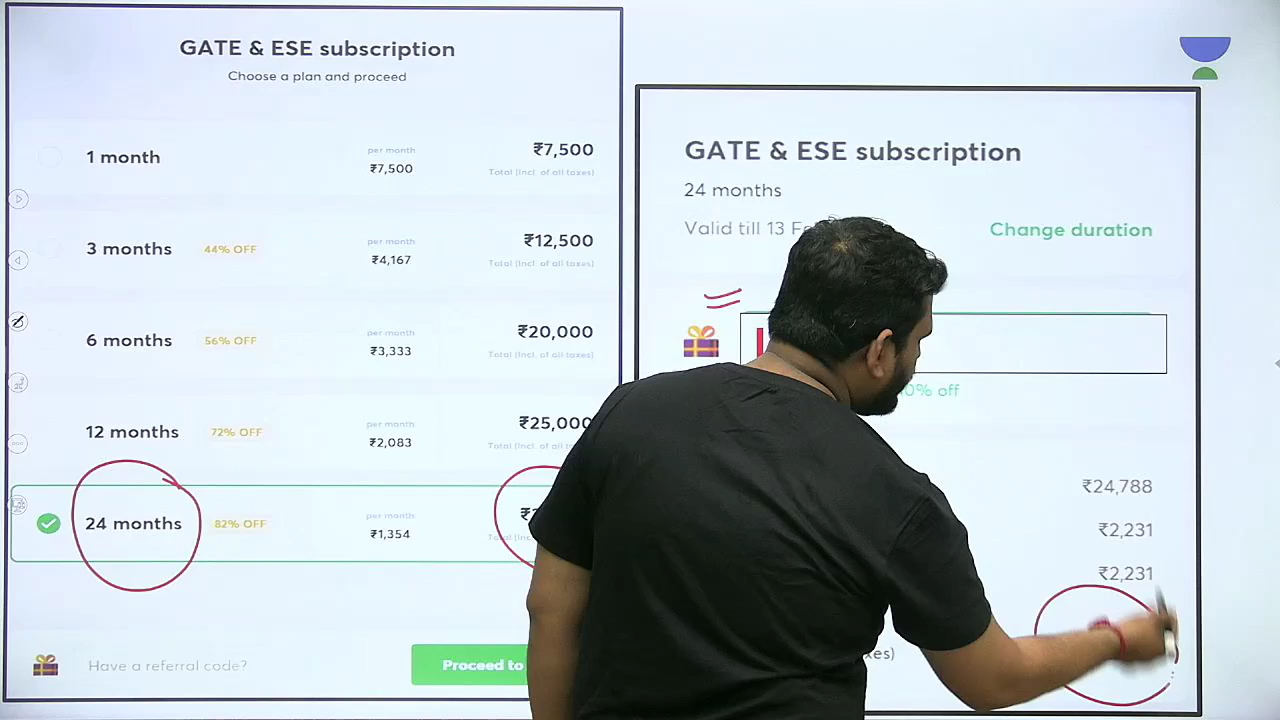 GATE & ESE subscription
Choose a plan and proceed
1 month
per month
₹7,500
₹7,500
Total (Incl. of all taxes)
3 months 44% OFF
per month
₹4,167
₹12,500
Total (Incl. of all taxes)
6 months 56% OFF
per month
₹3,333
₹20,000
Total (Incl. of all taxes)
12 months 72% OFF
per month
₹2,083
₹25,000
Total (Incl. of all
24 months 82% OFF
per month
₹1,354
Have a referral code?
Proceed to
GATE & ESE subscription
24 months
Valid till 13
Change duration
0% off
₹24,788
₹2,231
₹2,231